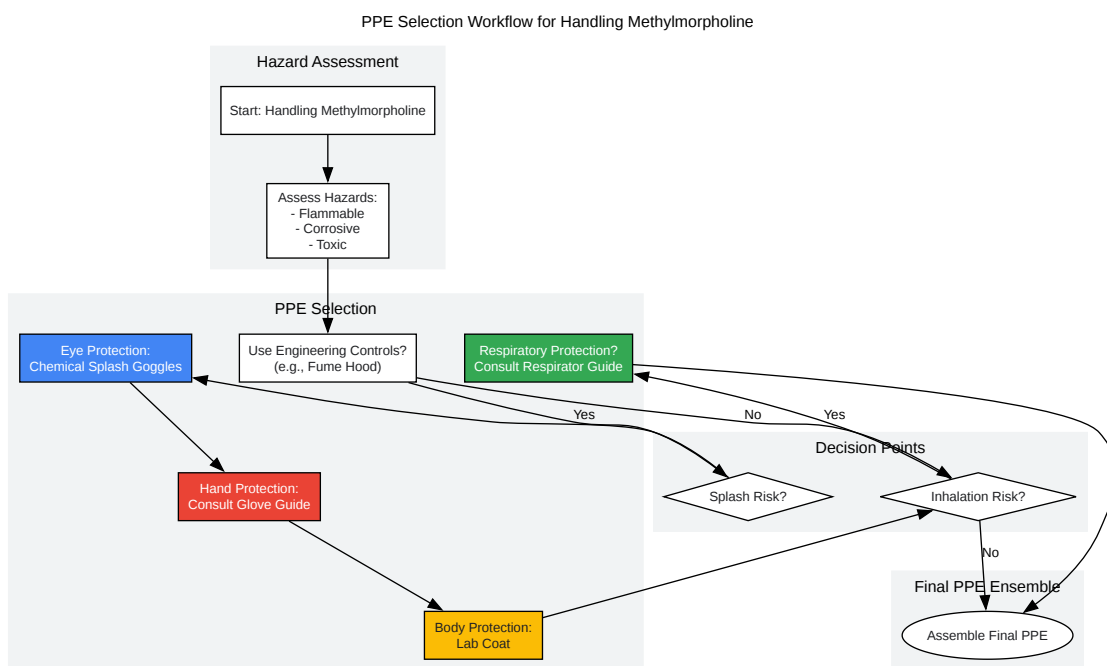 PPE Selection Workflow for Handling Methylmorpholine
Hazard Assessment
Start: Handling Methylmorpholine
Assess Hazards:
- Flammable
- Corrosive
- Toxic
PPE Selection
Eye Protection:
Chemical Splash Goggles
Use Engineering Controls?
(e.g., Fume Hood)
Respiratory Protection?
Consult Respirator Guide
Yes
No
Yes
Decision Points
Hand Protection:
Consult Glove Guide
Splash Risk?
Inhalation Risk?
No
Final PPE Ensemble
Body Protection:
Lab Coat
Assemble Final PPE